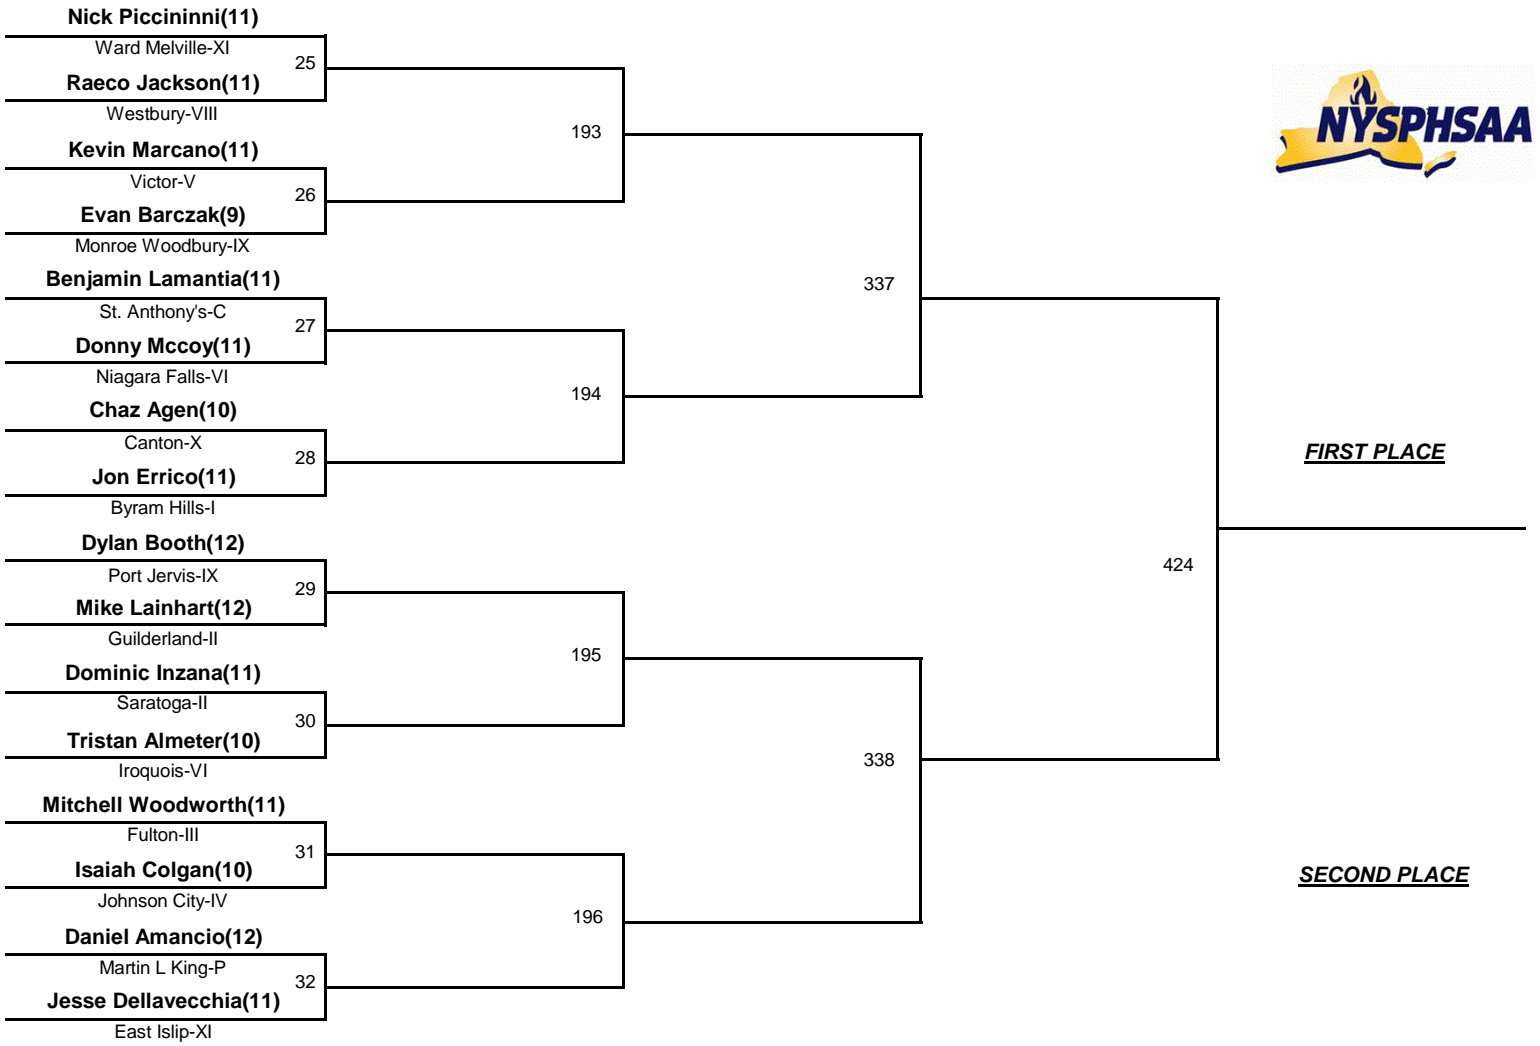 Nick Piccininni(11)
Ward Melville-XI
25
Raeco Jackson(11)
Westbury-VIII
193
Kevin Marcano(11)
Victor-V
26
Evan Barczak(9)
Monroe Woodbury-IX
Benjamin Lamantia(11)
337
St. Anthony's-C
27
Donny Mccoy(11)
Niagara Falls-VI
194
Chaz Agen(10)
Canton-X
28
Jon Errico(11)
Byram Hills-I
Dylan Booth(12)
424
Port Jervis-IX
29
Mike Lainhart(12)
Guilderland-II
195
Dominic Inzana(11)
Saratoga-II
30
Tristan Almeter(10)
338
Iroquois-VI
Mitchell Woodworth(11)
Fulton-III
31
Isaiah Colgan(10)
Johnson City-IV
196
Daniel Amancio(12)
Martin L King-P
32
Jesse Dellavecchia(11)
East Islip-XI
NYSPHSAA
FIRST PLACE
SECOND PLACE